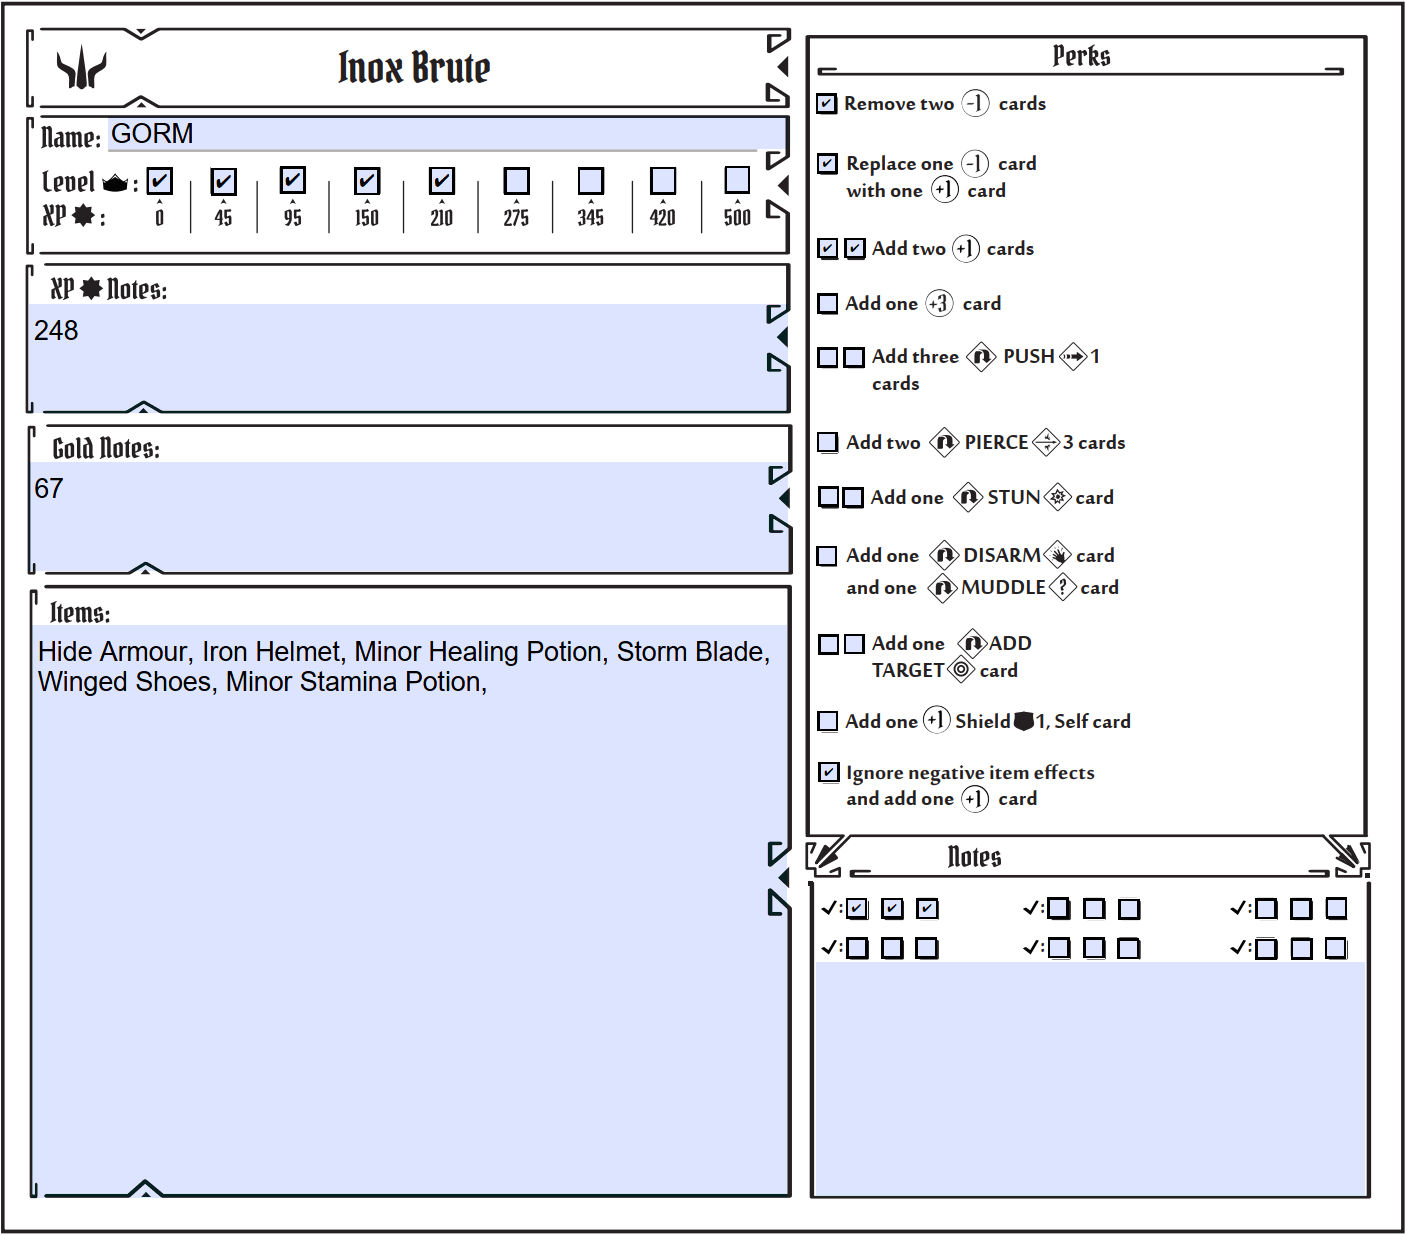 Inox Brute
Name: GORM
Level :
XP : 0 45 95 150 210 275 345 420 500
XP Notes:
248
Gold Notes:
67
Items:
Hide Armour, Iron Helmet, Minor Healing Potion, Storm Blade,
Winged Shoes, Minor Stamina Potion,
Perks
Remove two -1 cards
Replace one -1 card
with one +1 card
Add two +1 cards
Add one +3 card
Add three PUSH 1
cards
Add two PIERCE 3 cards
Add one STUN card
Add one DISARM card
and one MUDDLE ? card
Add one ADD
TARGET card
Add one +1 Shield 1, Self card
Ignore negative item effects
and add one +1 card
Notes